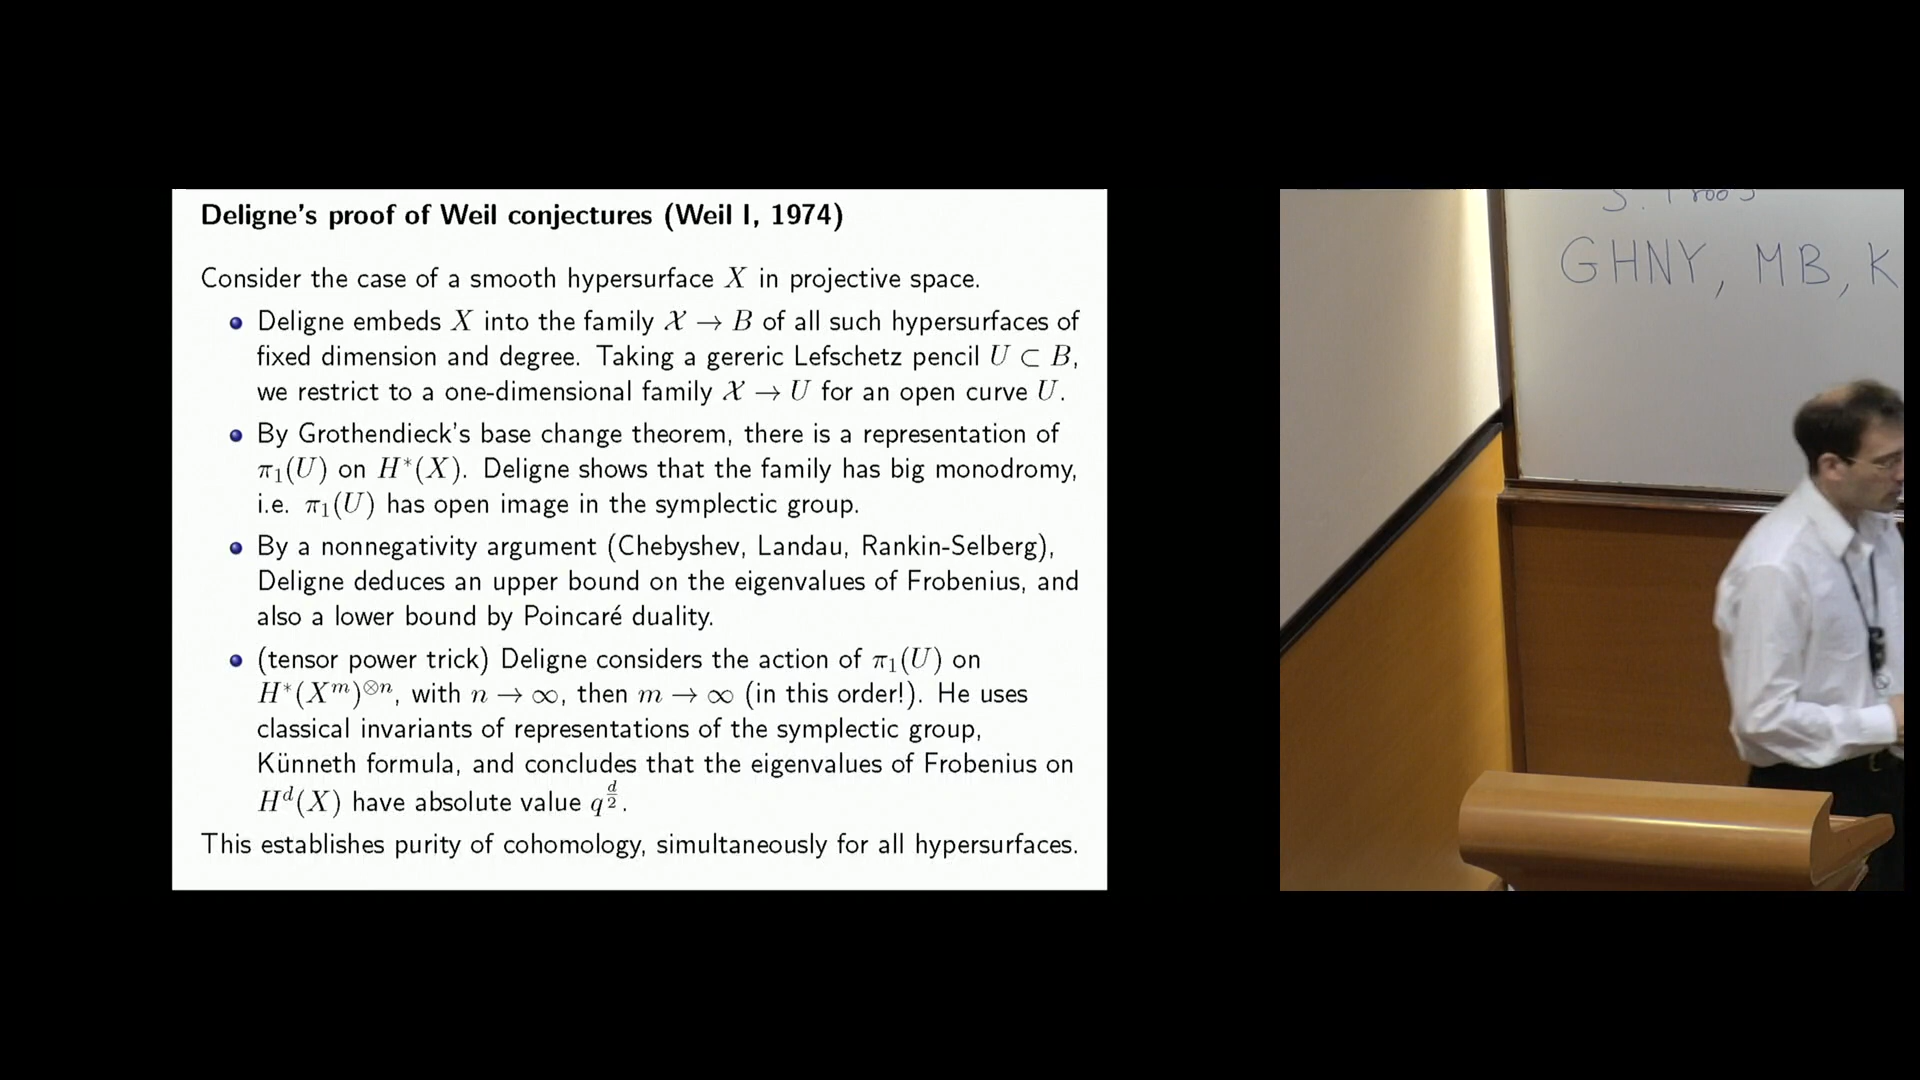 Deligne's proof of Weil conjectures (Weil I, 1974)
Consider the case of a smooth hypersurface X in projective space.
Deligne embeds X into the family 𝒳 → B of all such hypersurfaces of
fixed dimension and degree. Taking a gereric Lefschetz pencil U ⊂ B,
we restrict to a one-dimensional family 𝒳 → U for an open curve U.
By Grothendieck's base change theorem, there is a representation of
π₁(U) on H*(X). Deligne shows that the family has big monodromy,
i.e. π₁(U) has open image in the symplectic group.
By a nonnegativity argument (Chebyshev, Landau, Rankin-Selberg),
Deligne deduces an upper bound on the eigenvalues of Frobenius, and
also a lower bound by Poincaré duality.
(tensor power trick) Deligne considers the action of π₁(U) on
H*(Xᵐ)^{⊗n}, with n → ∞, then m → ∞ (in this order!). He uses
classical invariants of representations of the symplectic group,
Künneth formula, and concludes that the eigenvalues of Frobenius on
H^d(X) have absolute value q^{d/2}.
This establishes purity of cohomology, simultaneously for all hypersurfaces.
GHNY, MB, K